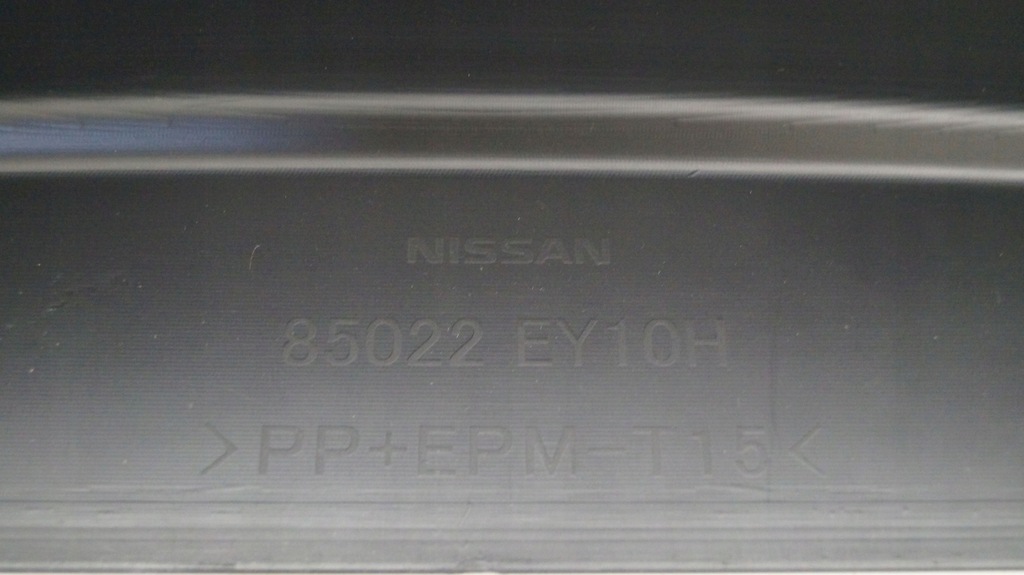 NISSAN
85022 EY10H
>PP+EPM-T15<